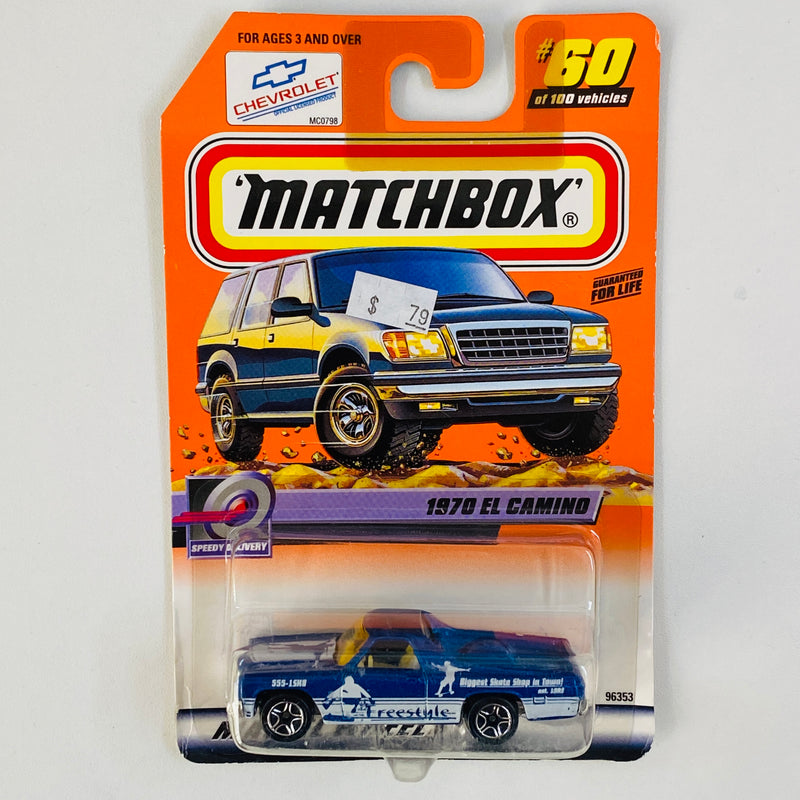 FOR AGES 3 AND OVER
CHEVROLET
OFFICIAL LICENSED PRODUCT
MC0798
#60
of 100 vehicles
'MATCHBOX'®
GUARANTEED
FOR LIFE
$ 79
1970 EL CAMINO
SPEEDY DELIVERY
555-1SK8
Biggest Skate Shop in Town!
est. 1989
Freestyle
96353